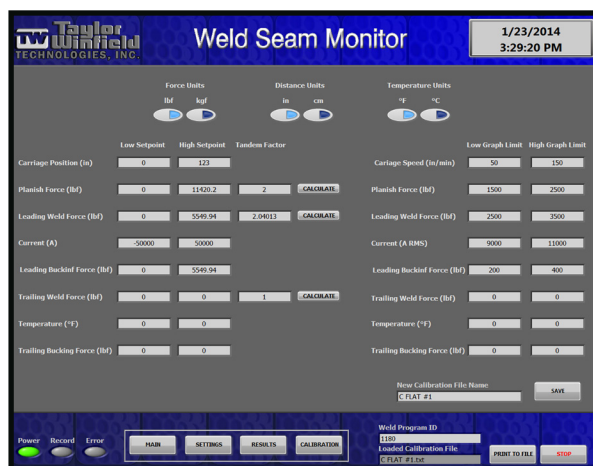 Taylor
Winfield
TECHNOLOGIES, INC.
Weld Seam Monitor
1/23/2014
3:29:20 PM
Force Units
lbf kgf
Distance Units
in cm
Temperature Units
°F °C
Low Setpoint High Setpoint Tandem Factor
Carriage Position (in) 0 123
Planish Force (lbf) 0 11420.2 2 CALCULATE
Leading Weld Force (lbf) 0 5549.94 2.04013 CALCULATE
Current (A) -50000 50000
Leading Buckinf Force (lbf) 0 5549.94
Trailing Weld Force (lbf) 0 0 1 CALCULATE
Temperature (°F) 0 0
Trailing Bucking Force (lbf) 0 0
Low Graph Limit High Graph Limit
Cariage Speed (in/min) 50 150
Planish Force (lbf) 1500 2500
Leading Weld Force (lbf) 2500 3500
Current (A RMS) 9000 11000
Leading Buckinf Force (lbf) 200 400
Trailing Weld Force (lbf) 0 0
Temperature (°F) 0 0
Trailing Bucking Force (lbf) 0 0
New Calibration File Name
C FLAT #1
SAVE
Power Record Error
MAIN SETTINGS RESULTS CALIBRATION
Weld Program ID
1180
Loaded Calibration File
C FLAT #1.txt
PRINT TO FILE STOP